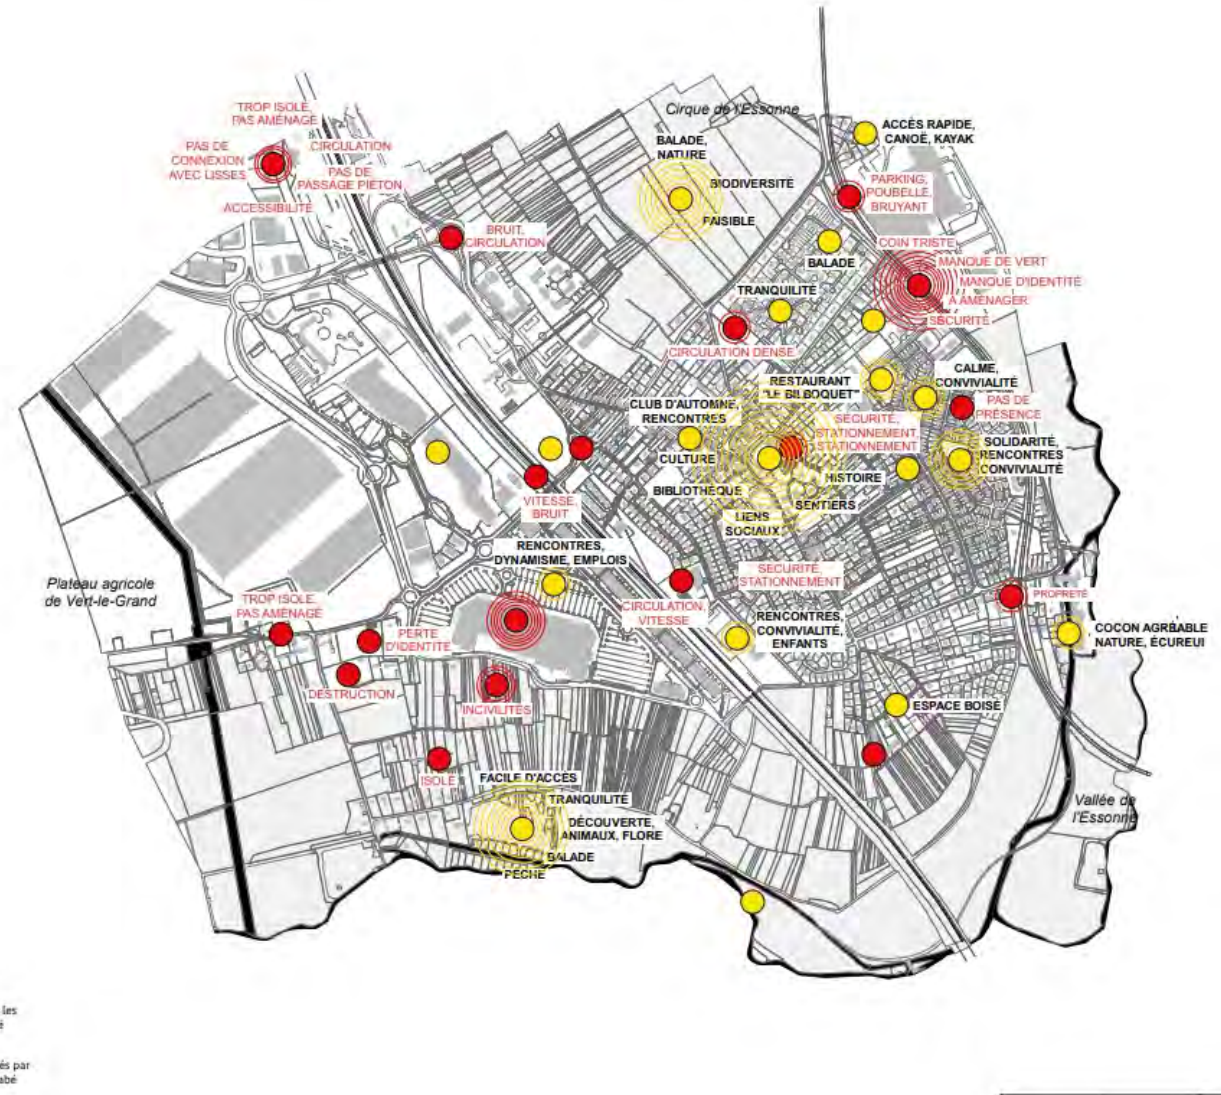 Cirque de l'Essonne
TROP ISOLÉ,
PAS AMÉNAGÉ
CIRCULATION
PAS DE
CONNEXION
AVEC LISSES
PAS DE
PASSAGE PIÉTON
ACCESSIBILITÉ
BRUIT,
CIRCULATION
BALADE,
NATURE
BIODIVERSITÉ
PAISIBLE
ACCÈS RAPIDE,
CANOË, KAYAK
PARKING,
POUBELLE,
BRUYANT
BALADE
COIN TRISTE
MANQUE DE VERT
MANQUE D'IDENTITÉ
A AMÉNAGER
SÉCURITÉ
TRANQUILITÉ
CIRCULATION DENSE
RESTAURANT
"LE BILBOQUET"
CALME,
CONVIVIALITÉ
PAS DE
PRÉSENCE
CLUB D'AUTOMNE,
RENCONTRES
SÉCURITÉ,
STATIONNEMENT,
STATIONNEMENT
CULTURE
SOLIDARITÉ,
RENCONTRES
CONVIVIALITÉ
HISTOIRE
BIBLIOTHÈQUE
SENTIERS
LIENS
SOCIAUX
VITESSE,
BRUIT
RENCONTRES,
DYNAMISME, EMPLOIS
SÉCURITÉ,
STATIONNEMENT
Plateau agricole
de Vert-le-Grand
TROP ISOLÉ,
PAS AMÉNAGÉ
CIRCULATION,
VITESSE
PROPRETÉ
RENCONTRES,
CONVIVIALITÉ,
ENFANTS
COCON AGRÉABLE
NATURE, ÉCUREUI
PERTE
D'IDENTITÉ
DESTRUCTION
INCIVILITÉS
ESPACE BOISÉ
ISOLÉ
FACILE D'ACCÈS
TRANQUILITÉ
DÉCOUVERTE,
ANIMAUX, FLORE
BALADE
PÊCHE
Vallée de
l'Essonne
les
é
és par
abé